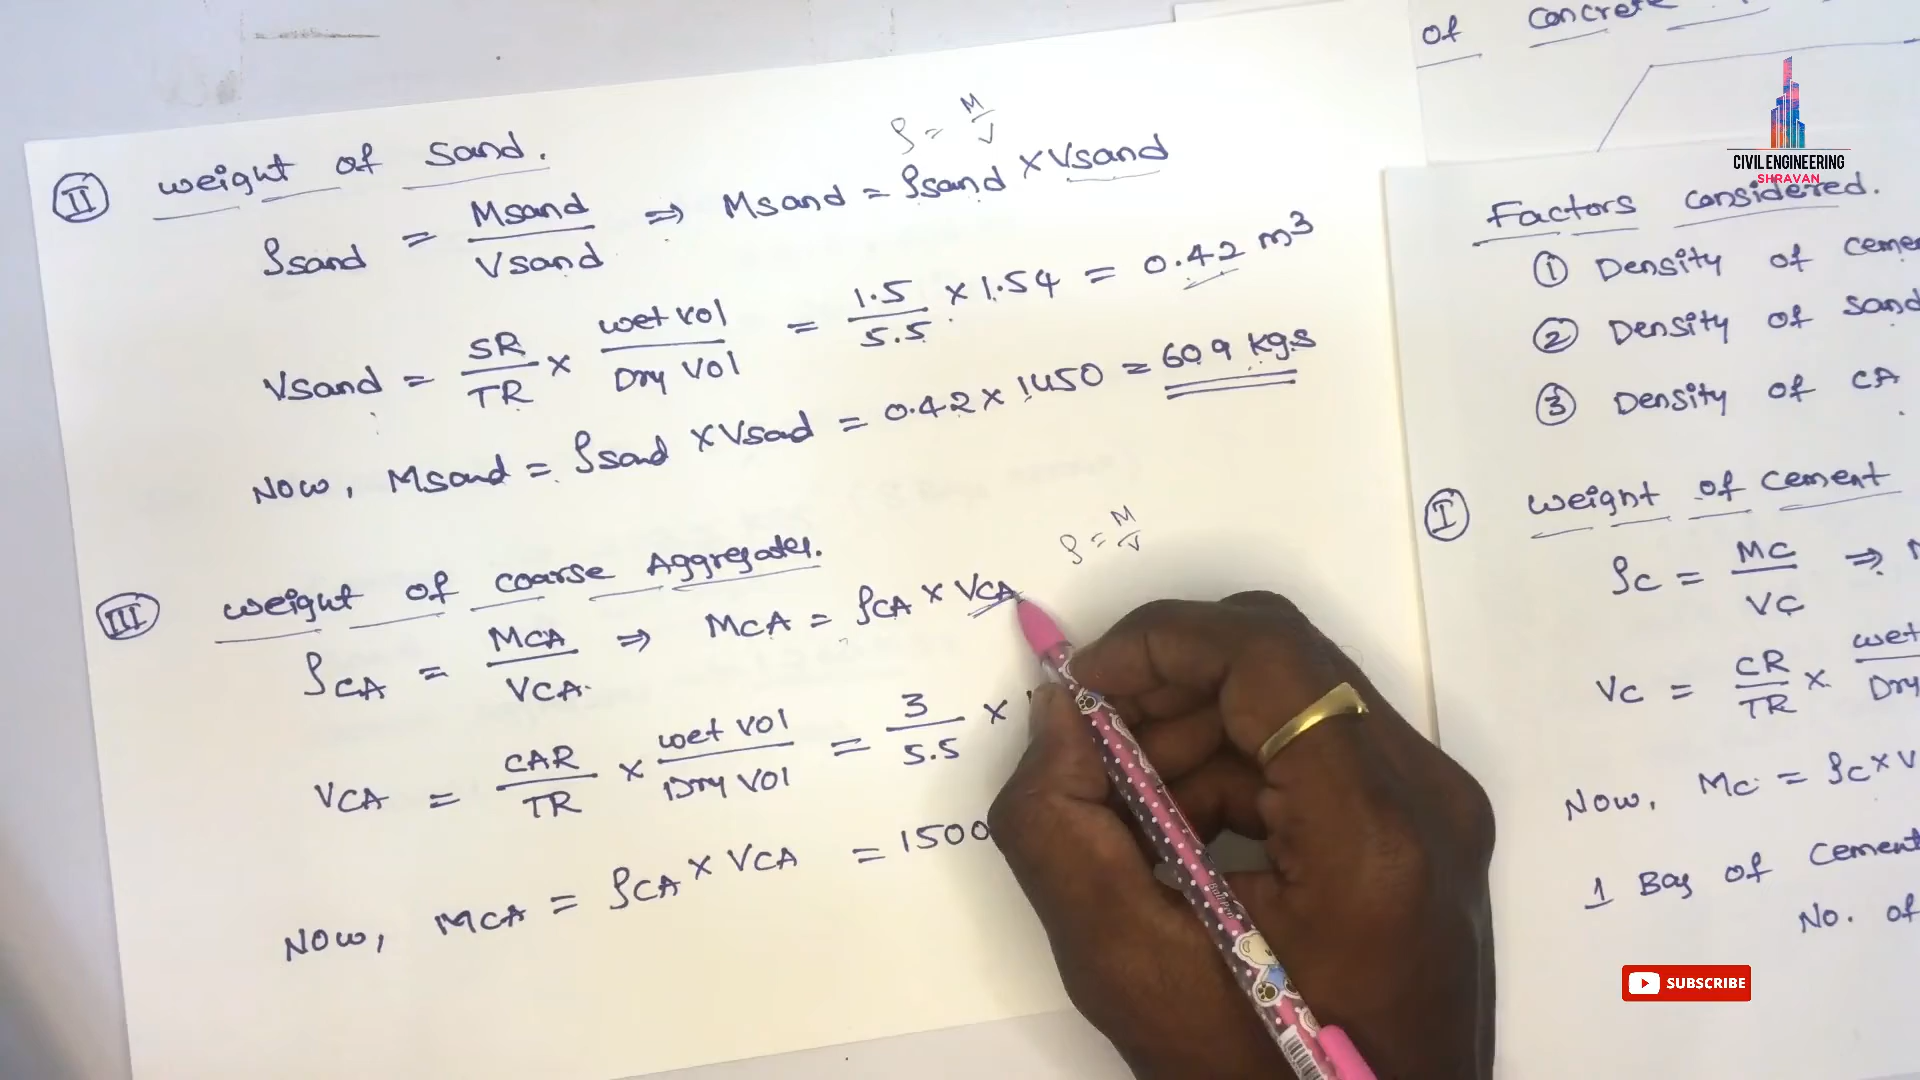 II weight of sand.
ρ = M/V
ρsand = Msand/Vsand ⇒ Msand = ρsand × Vsand
Vsand = SR/TR × wet vol/Dry Vol = 1.5/5.5 × 1.54 = 0.42 m³
Now, Msand = ρsand × Vsad = 0.42 × 1450 = 609 kgs
III weight of coarse Aggregates.
ρ = M/V
ρCA = MCA/VCA. ⇒ MCA = ρCA × VCA
VCA = CAR/TR × wet vol/Dry Vol = 3/5.5 ×
Now, MCA = ρCA × VCA = 1500
of concrete
CIVIL ENGINEERING
SHRAVAN
Factors considered.
① Density of ceme
② Density of sand
③ Density of CA
I weight of cement
ρC = MC/VC ⇒
VC = CR/TR × wet/Dry
Now, MC = ρC × V
1 Bag of Cement
No. of
SUBSCRIBE